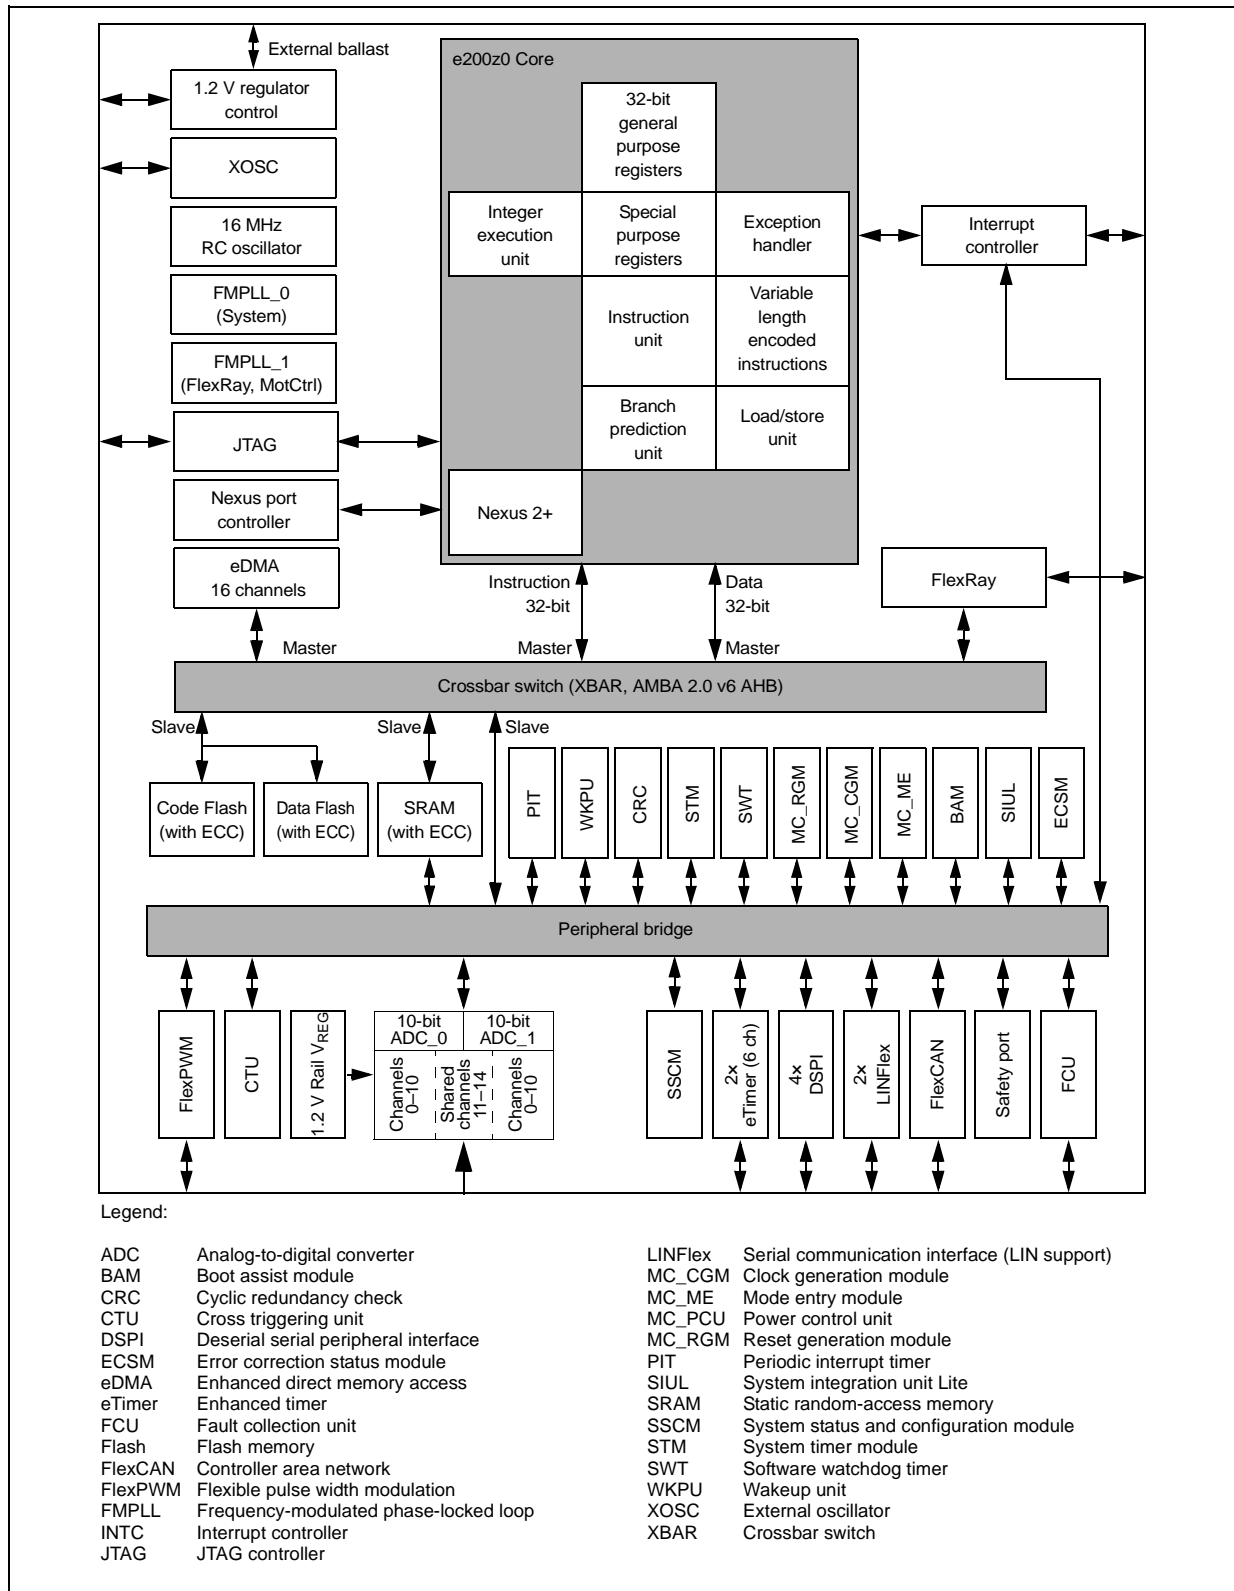 External ballast
1.2 V regulator
control
XOSC
16 MHz
RC oscillator
FMPLL_0
(System)
FMPLL_1
(FlexRay, MotCtrl)
JTAG
Nexus port
controller
eDMA
16 channels
e200z0 Core
32-bit
general
purpose
registers
Integer
execution
unit
Special
purpose
registers
Exception
handler
Instruction
unit
Variable
length
encoded
instructions
Branch
prediction
unit
Load/store
unit
Nexus 2+
Interrupt
controller
FlexRay
Instruction
32-bit
Data
32-bit
Master
Master
Master
Crossbar switch (XBAR, AMBA 2.0 v6 AHB)
Slave
Slave
Slave
Code Flash
(with ECC)
Data Flash
(with ECC)
SRAM
(with ECC)
PIT
WKPU
CRC
STM
SWT
MC_RGM
MC_CGM
MC_ME
BAM
SIUL
ECSM
Peripheral bridge
FlexPWM
CTU
1.2 V Rail VREG
10-bit
ADC_0
10-bit
ADC_1
Channels
0–10
Shared
channels
11–14
Channels
0–10
SSCM
2×
eTimer (6 ch)
4×
DSPI
2×
LINFlex
FlexCAN
Safety port
FCU
Legend:
ADC Analog-to-digital converter
BAM Boot assist module
CRC Cyclic redundancy check
CTU Cross triggering unit
DSPI Deserial serial peripheral interface
ECSM Error correction status module
eDMA Enhanced direct memory access
eTimer Enhanced timer
FCU Fault collection unit
Flash Flash memory
FlexCAN Controller area network
FlexPWM Flexible pulse width modulation
FMPLL Frequency-modulated phase-locked loop
INTC Interrupt controller
JTAG JTAG controller
LINFlex Serial communication interface (LIN support)
MC_CGM Clock generation module
MC_ME Mode entry module
MC_PCU Power control unit
MC_RGM Reset generation module
PIT Periodic interrupt timer
SIUL System integration unit Lite
SRAM Static random-access memory
SSCM System status and configuration module
STM System timer module
SWT Software watchdog timer
WKPU Wakeup unit
XOSC External oscillator
XBAR Crossbar switch